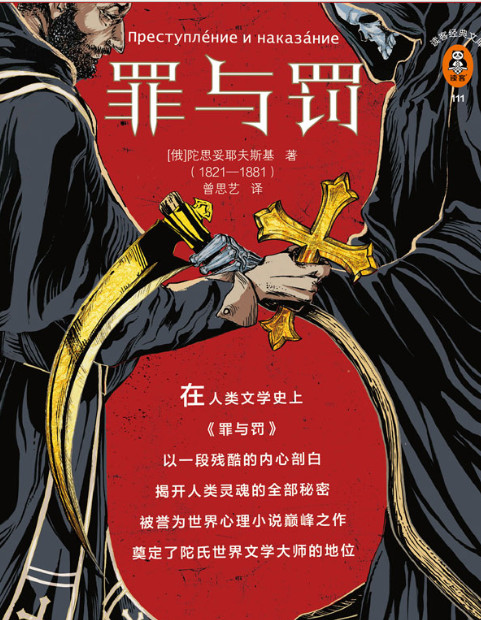 Преступлéние и наказáние
罪与罚
[俄]陀思妥耶夫斯基 著
(1821—1881)
曾思艺 译
读客经典文库
读客
111
在人类文学史上
《罪与罚》
以一段残酷的内心剖白
揭开人类灵魂的全部秘密
被誉为世界心理小说巅峰之作
奠定了陀氏世界文学大师的地位